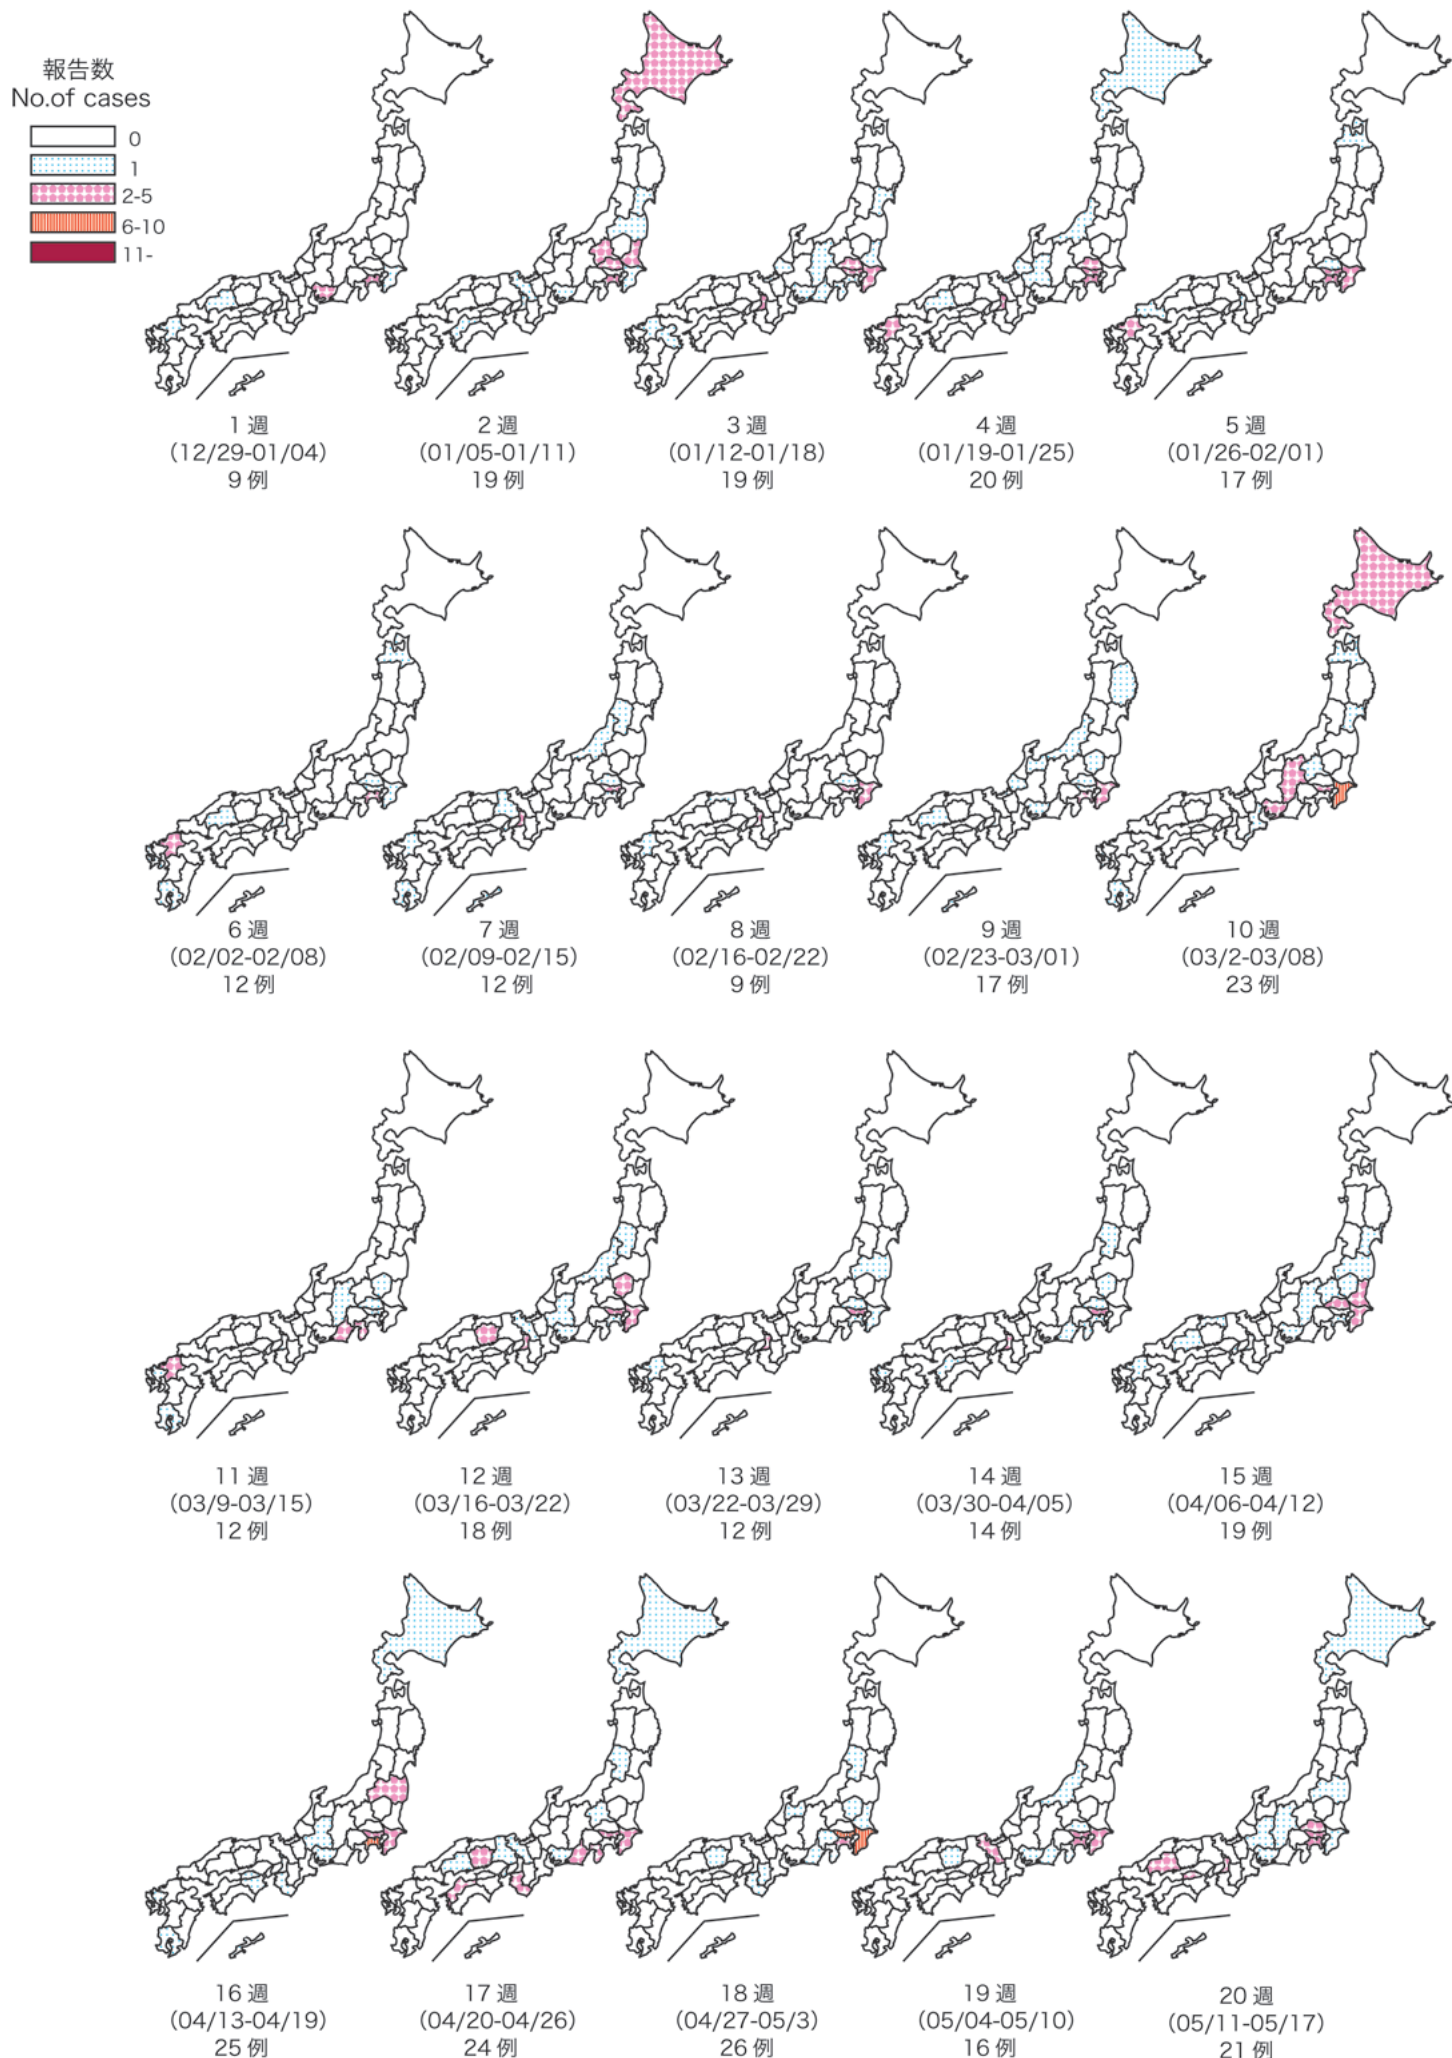 報告数
No.of cases
0
1
2-5
6-10
11-
1 週
(12/29-01/04)
9 例
2 週
(01/05-01/11)
19 例
3 週
(01/12-01/18)
19 例
4 週
(01/19-01/25)
20 例
5 週
(01/26-02/01)
17 例
6 週
(02/02-02/08)
12 例
7 週
(02/09-02/15)
12 例
8 週
(02/16-02/22)
9 例
9 週
(02/23-03/01)
17 例
10 週
(03/2-03/08)
23 例
11 週
(03/9-03/15)
12 例
12 週
(03/16-03/22)
18 例
13 週
(03/22-03/29)
12 例
14 週
(03/30-04/05)
14 例
15 週
(04/06-04/12)
19 例
16 週
(04/13-04/19)
25 例
17 週
(04/20-04/26)
24 例
18 週
(04/27-05/3)
26 例
19 週
(05/04-05/10)
16 例
20 週
(05/11-05/17)
21 例